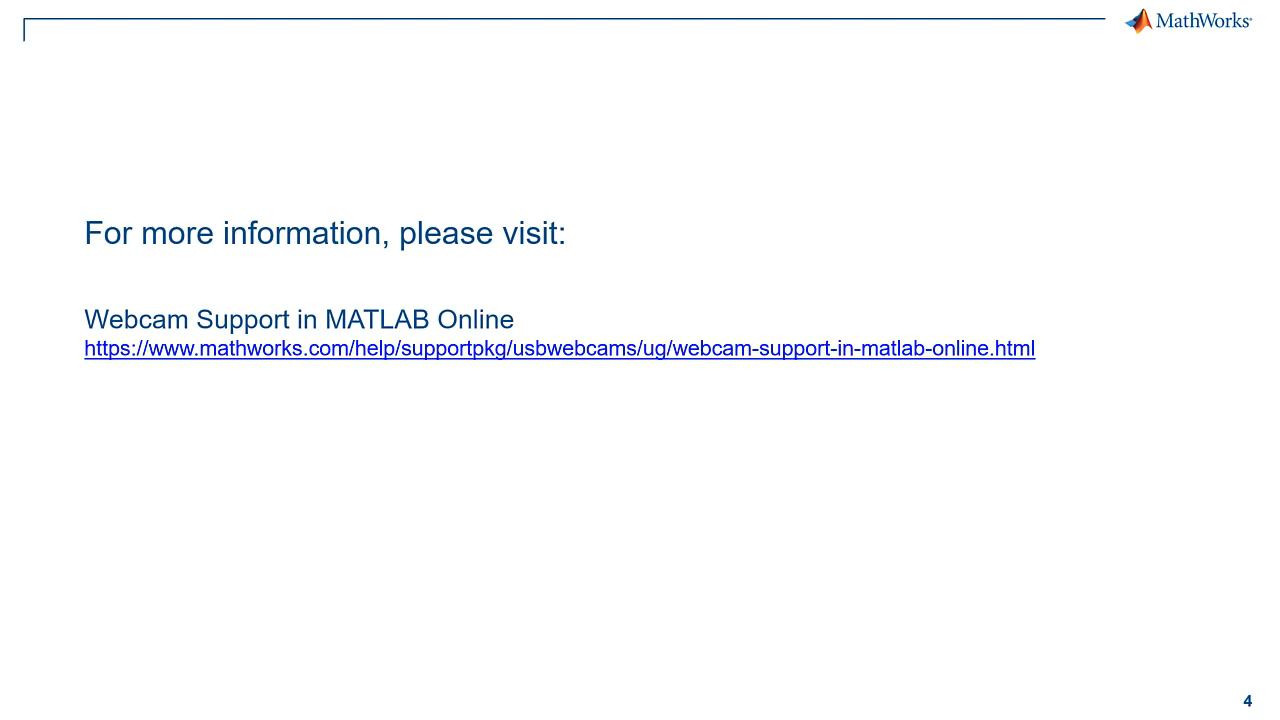 MathWorks
For more information, please visit:
Webcam Support in MATLAB Online
https://www.mathworks.com/help/supportpkg/usbwebcams/ug/webcam-support-in-matlab-online.html
4